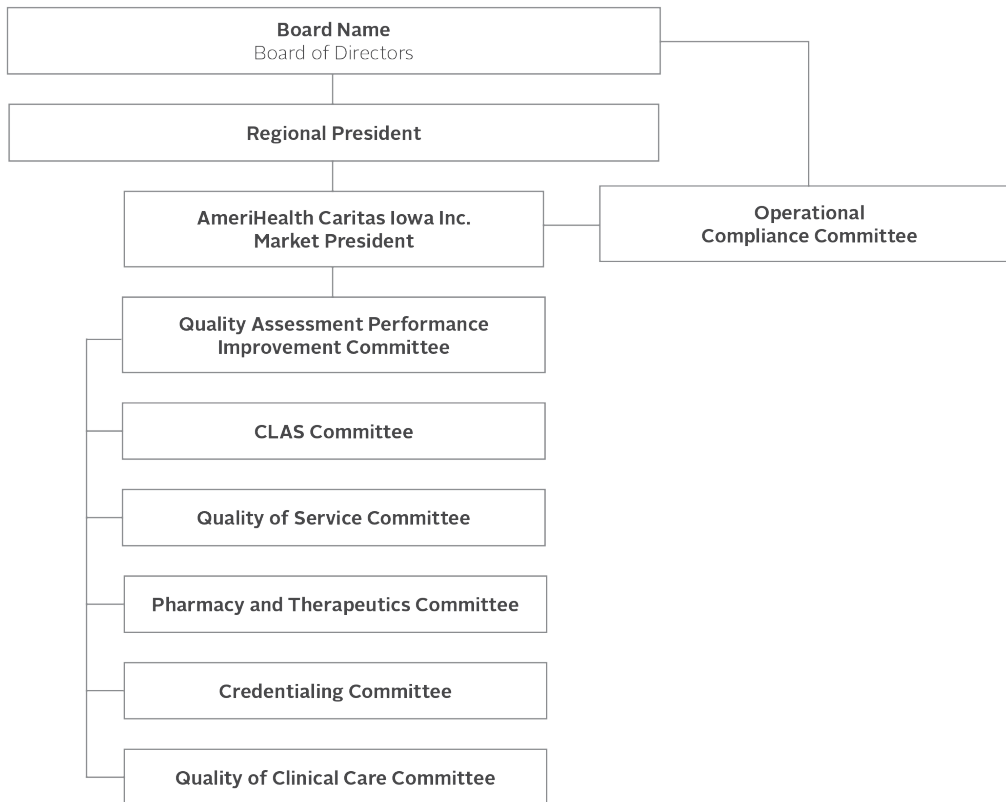 Board Name
Board of Directors
Regional President
AmeriHealth Caritas Iowa Inc.
Market President
Operational
Compliance Committee
Quality Assessment Performance
Improvement Committee
CLAS Committee
Quality of Service Committee
Pharmacy and Therapeutics Committee
Credentialing Committee
Quality of Clinical Care Committee